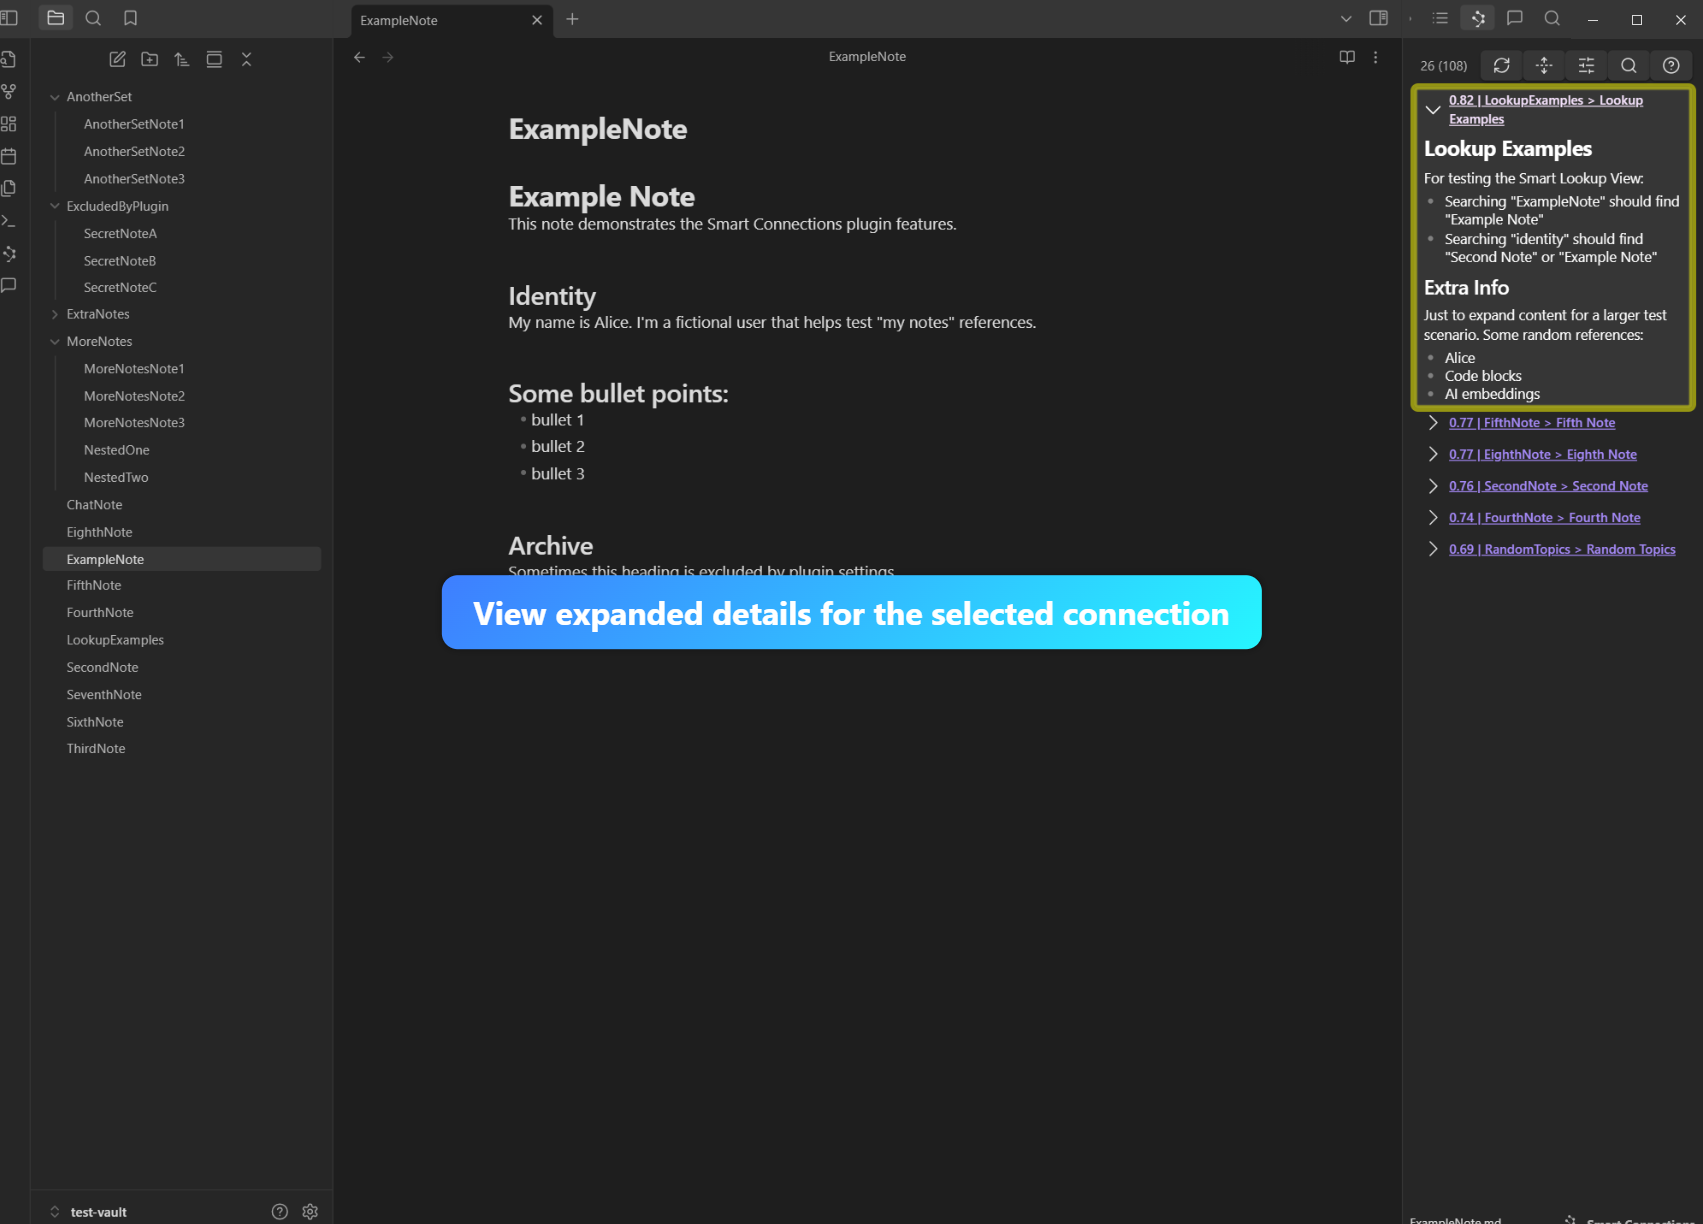 ExampleNote
AnotherSet
AnotherSetNote1
AnotherSetNote2
AnotherSetNote3
ExcludedByPlugin
SecretNoteA
SecretNoteB
SecretNoteC
ExtraNotes
MoreNotes
MoreNotesNote1
MoreNotesNote2
MoreNotesNote3
NestedOne
NestedTwo
ChatNote
EighthNote
ExampleNote
FifthNote
FourthNote
LookupExamples
SecondNote
SeventhNote
SixthNote
ThirdNote
test-vault
ExampleNote
ExampleNote
Example Note
This note demonstrates the Smart Connections plugin features.
Identity
My name is Alice. I'm a fictional user that helps test "my notes" references.
Some bullet points:
• bullet 1
• bullet 2
• bullet 3
Archive
Sometimes this heading is excluded by plugin settings
View expanded details for the selected connection
26 (108)
0.82 | LookupExamples > Lookup
Examples
Lookup Examples
For testing the Smart Lookup View:
• Searching "ExampleNote" should find
"Example Note"
• Searching "identity" should find
"Second Note" or "Example Note"
Extra Info
Just to expand content for a larger test
scenario. Some random references:
• Alice
• Code blocks
• AI embeddings
0.77 | FifthNote > Fifth Note
0.77 | EighthNote > Eighth Note
0.76 | SecondNote > Second Note
0.74 | FourthNote > Fourth Note
0.69 | RandomTopics > Random Topics
ExampleNote.md
Smart Connections